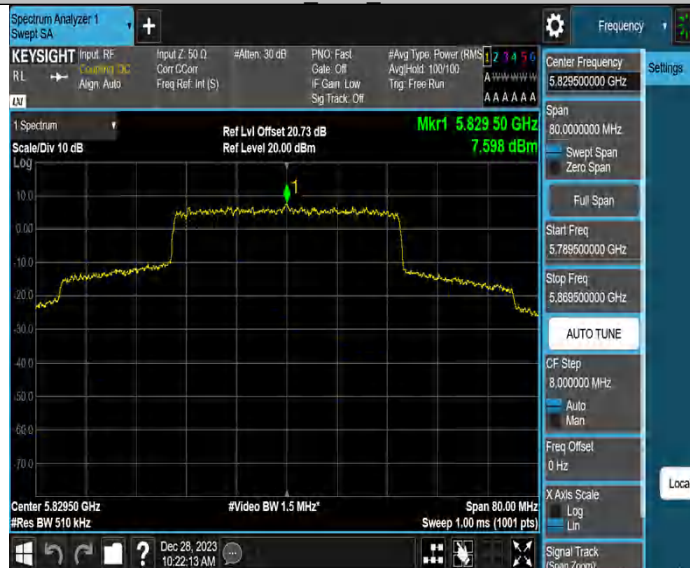 Spectrum Analyzer 1
Swept SA
+
Frequency
KEYSIGHT
Input: RF
Coupling: DC
Align: Auto
Input Z: 50 Ω
Corr CCorr
Freq Ref: Int (S)
#Atten: 30 dB
PNO: Fast
Gate: Off
IF Gain: Low
Sig Track: Off
#Avg Type: Power (RMS
Avg|Hold: 100/100
Trig: Free Run
1 2 3 4 5 6
A W W W W W
A A A A A A
RL
LXI
Center Frequency
5.829500000 GHz
Settings
Span
80.0000000 MHz
Swept Span
Zero Span
Full Span
Start Freq
5.789500000 GHz
Stop Freq
5.869500000 GHz
AUTO TUNE
CF Step
8.000000 MHz
Auto
Man
Freq Offset
0 Hz
X Axis Scale
Log
Lin
Signal Track
(Span Zoom)
Loca
1 Spectrum
Scale/Div 10 dB
Log
Ref Lvl Offset 20.73 dB
Ref Level 20.00 dBm
Mkr1 5.829 50 GHz
7.598 dBm
1
10.0
0.00
-10.0
-20.0
-30.0
-40.0
-50.0
-60.0
-70.0
Center 5.82950 GHz
#Res BW 510 kHz
#Video BW 1.5 MHz*
Span 80.00 MHz
Sweep 1.00 ms (1001 pts)
?
Dec 28, 2023
10:22:13 AM